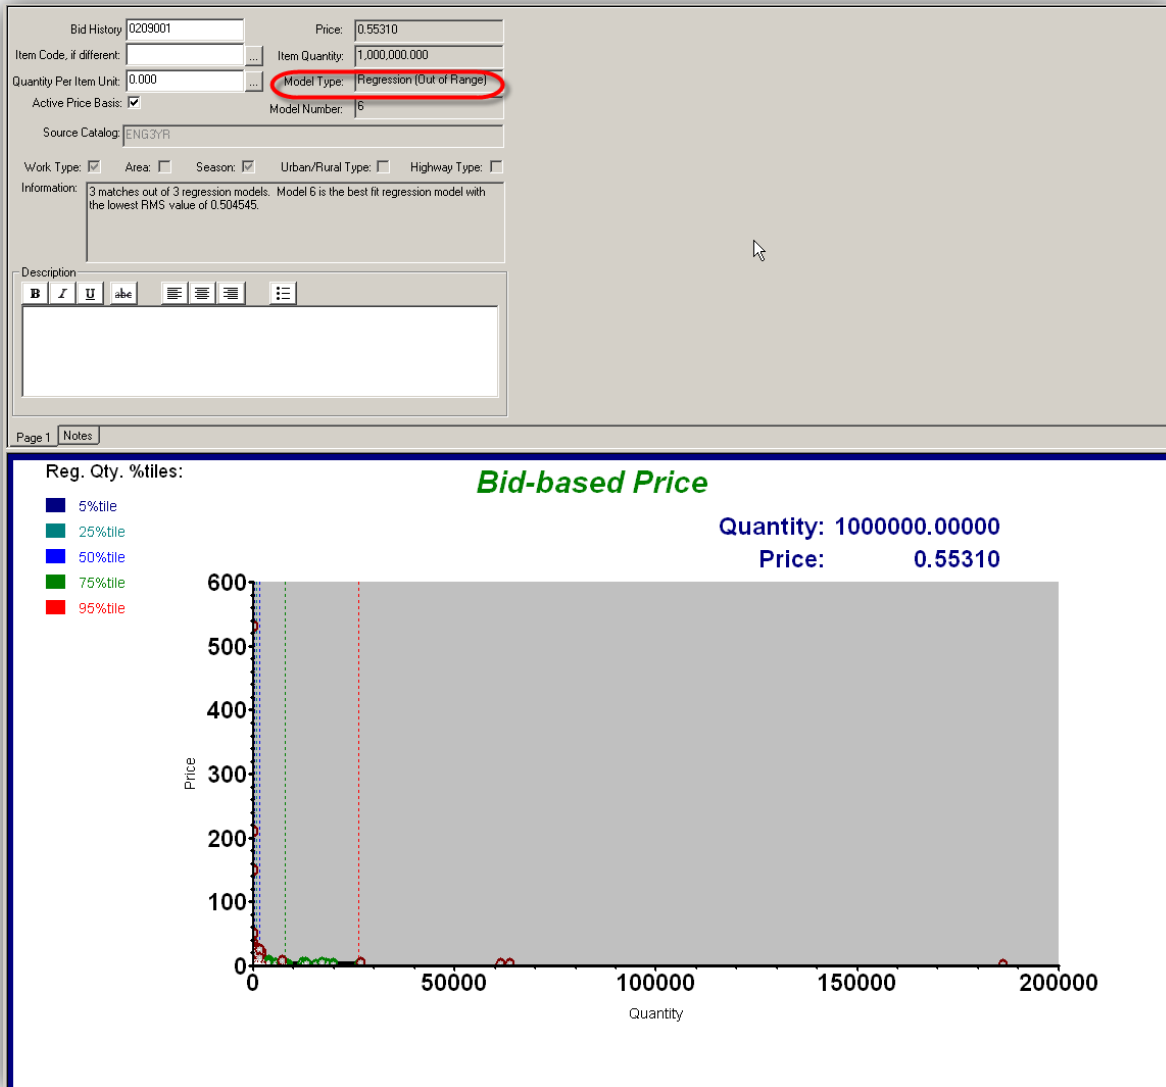 Bid History 0209001 Price: 0.55310
Item Code, if different: ... Item Quantity: 1,000,000.000
Quantity Per Item Unit: 0.000 ... Model Type: Regression (Out of Range)
Active Price Basis: Model Number: 6
Source Catalog: ENG3YR
Work Type: Area: Season: Urban/Rural Type: Highway Type:
Information: 3 matches out of 3 regression models. Model 6 is the best fit regression model with
the lowest RMS value of 0.504545.
Description
B I U abc
Page 1 Notes
Reg. Qty. %tiles:
Bid-based Price
5%tile
25%tile
50%tile
75%tile
95%tile
Quantity: 1000000.00000
Price: 0.55310
600
500
400
300
200
100
0
Price
0 50000 100000 150000 200000
Quantity